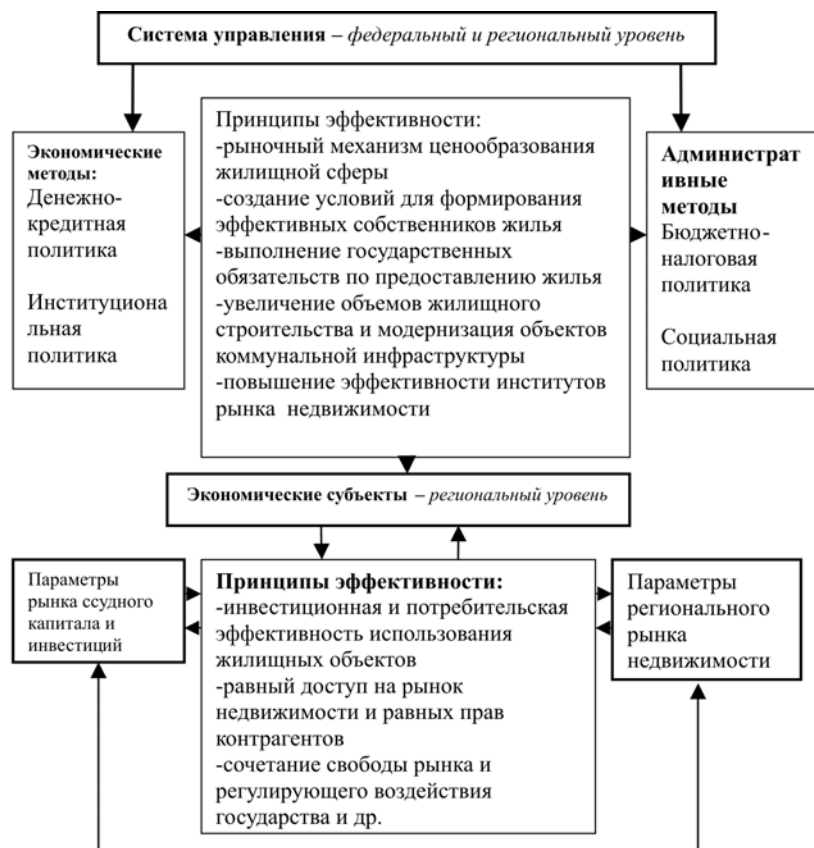 Система управления – федеральный и региональный уровень
Экономические
методы:
Денежно-
кредитная
политика
Институциона
льная
политика
Принципы эффективности:
-рыночный механизм ценообразования
жилищной сферы
-создание условий для формирования
эффективных собственников жилья
-выполнение государственных
обязательств по предоставлению жилья
-увеличение объемов жилищного
строительства и модернизация объектов
коммунальной инфраструктуры
-повышение эффективности институтов
рынка недвижимости
Администрат
ивные
методы
Бюджетно-
налоговая
политика
Социальная
политика
Экономические субъекты – региональный уровень
Параметры
рынка ссудного
капитала и
инвестиций
Принципы эффективности:
-инвестиционная и потребительская
эффективность использования
жилищных объектов
-равный доступ на рынок
недвижимости и равных прав
контрагентов
-сочетание свободы рынка и
регулирующего воздействия
государства и др.
Параметры
регионального
рынка
недвижимости